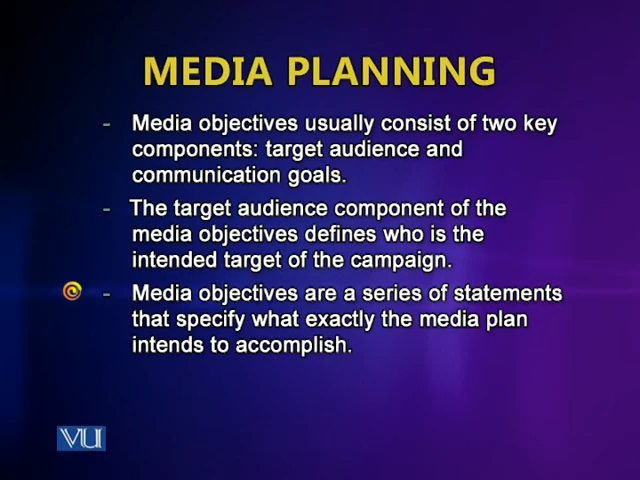 MEDIA PLANNING
- Media objectives usually consist of two key
components: target audience and
communication goals.
- The target audience component of the
media objectives defines who is the
intended target of the campaign.
- Media objectives are a series of statements
that specify what exactly the media plan
intends to accomplish.
VU